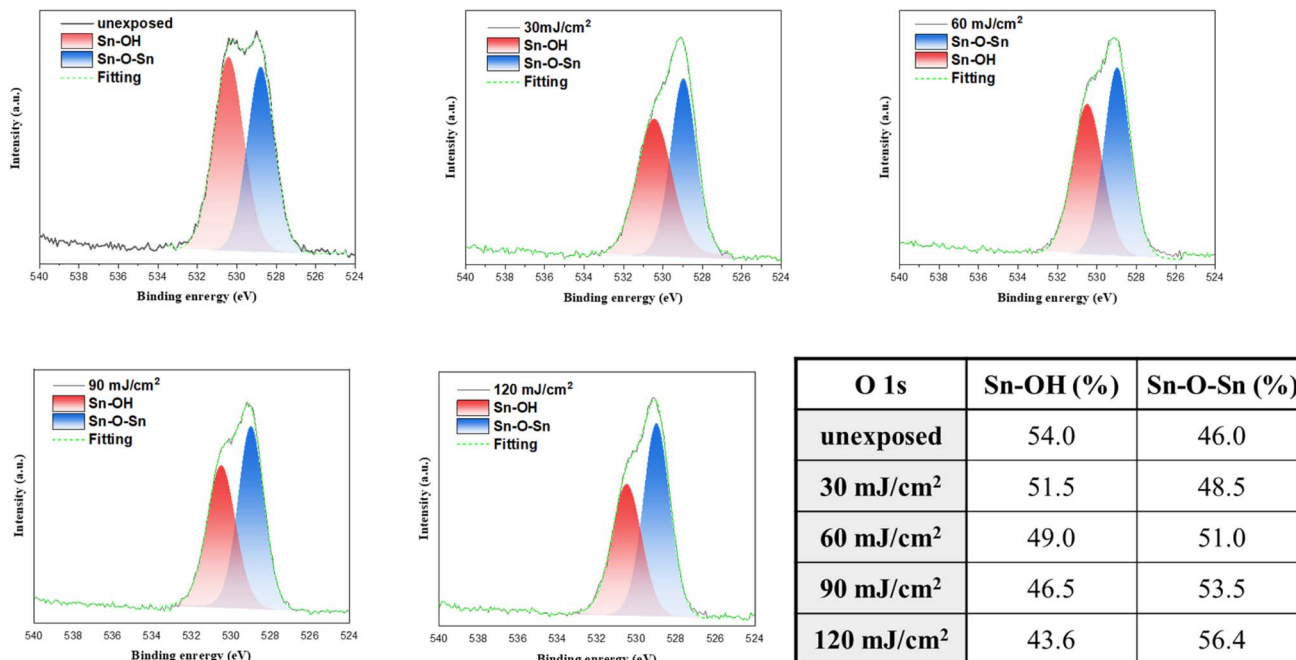 unexposed
Sn-OH
Sn-O-Sn
Fitting
Intensity (a.u.)
540 538 536 534 532 530 528 526 524
Binding enrergy (eV)
30mJ/cm²
Sn-OH
Sn-O-Sn
Fitting
Intensity (a.u.)
540 538 536 534 532 530 528 526 524
Binding enrergy (eV)
60 mJ/cm²
Sn-O-Sn
Sn-OH
Fitting
Intensity (a.u.)
540 538 536 534 532 530 528 526 524
Binding enrergy (eV)
90 mJ/cm²
Sn-OH
Sn-O-Sn
Fitting
Intensity (a.u.)
540 538 536 534 532 530 528 526 524
Binding enrergy (eV)
120 mJ/cm²
Sn-OH
Sn-O-Sn
Fitting
Intensity (a.u.)
540 538 536 534 532 530 528 526 524
Binding enrergy (eV)
O 1s Sn-OH (%) Sn-O-Sn (%)
unexposed 54.0 46.0
30 mJ/cm² 51.5 48.5
60 mJ/cm² 49.0 51.0
90 mJ/cm² 46.5 53.5
120 mJ/cm² 43.6 56.4